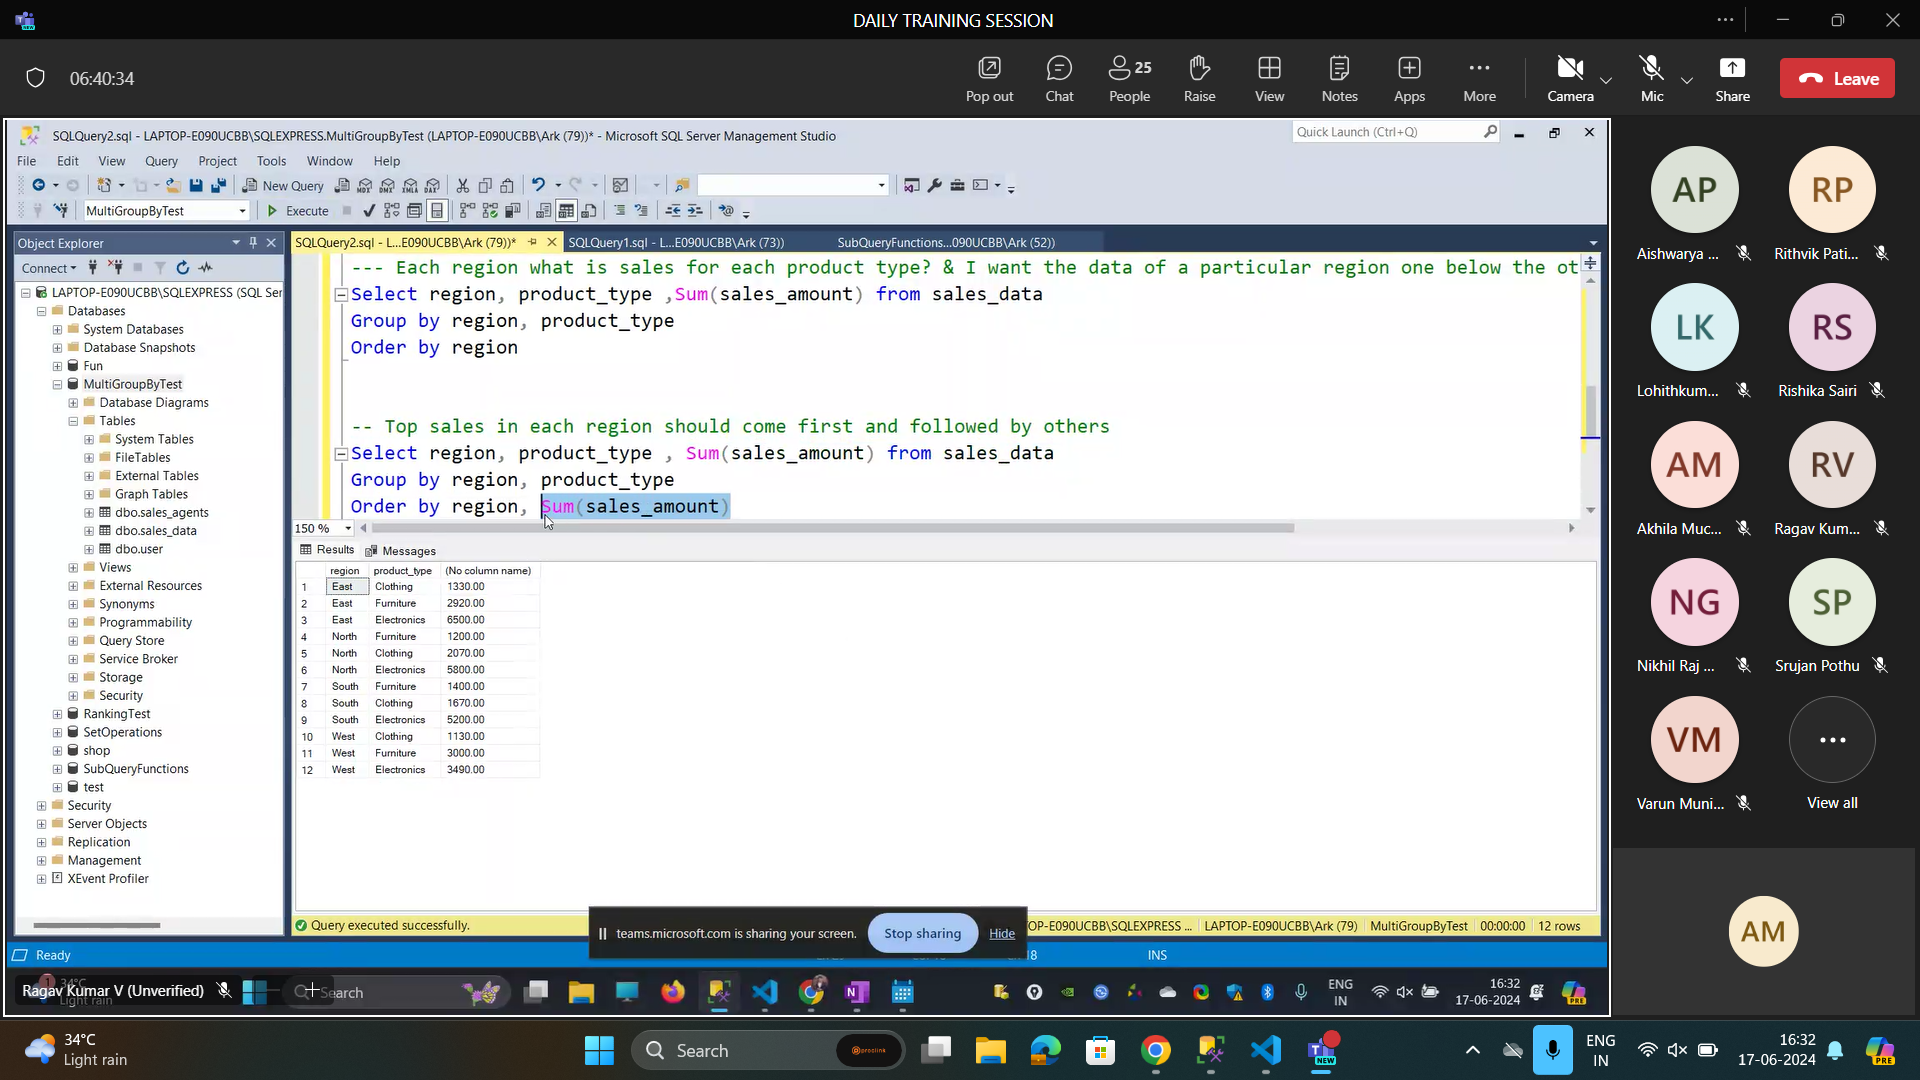 DAILY TRAINING SESSION
06:40:34
Pop out
Chat
People 25
Raise
View
Notes
Apps
More
Camera
Mic
Share
Leave
SQLQuery2.sql - LAPTOP-E090UCBB\SQLEXPRESS.MultiGroupByTest (LAPTOP-E090UCBB\Ark (79))* - Microsoft SQL Server Management Studio
Quick Launch (Ctrl+Q)
File Edit View Query Project Tools Window Help
New Query
MultiGroupByTest
Execute
Object Explorer
Connect
LAPTOP-E090UCBB\SQLEXPRESS (SQL Ser
Databases
System Databases
Database Snapshots
Fun
MultiGroupByTest
Database Diagrams
Tables
System Tables
FileTables
External Tables
Graph Tables
dbo.sales_agents
dbo.sales_data
dbo.user
Views
External Resources
Synonyms
Programmability
Query Store
Service Broker
Storage
Security
RankingTest
SetOperations
shop
SubQueryFunctions
test
Security
Server Objects
Replication
Management
XEvent Profiler
SQLQuery2.sql - L...E090UCBB\Ark (79))*
SQLQuery1.sql - L...E090UCBB\Ark (73))
SubQueryFunctions...090UCBB\Ark (52))
--- Each region what is sales for each product type? & I want the data of a particular region one below the ot
Select region, product_type ,Sum(sales_amount) from sales_data
Group by region, product_type
Order by region
-- Top sales in each region should come first and followed by others
Select region, product_type , Sum(sales_amount) from sales_data
Group by region, product_type
Order by region, Sum(sales_amount)
150 %
Results Messages
region product_type (No column name)
1 East Clothing 1330.00
2 East Furniture 2920.00
3 East Electronics 6500.00
4 North Furniture 1200.00
5 North Clothing 2070.00
6 North Electronics 5800.00
7 South Furniture 1400.00
8 South Clothing 1670.00
9 South Electronics 5200.00
10 West Clothing 1130.00
11 West Furniture 3000.00
12 West Electronics 3490.00
Query executed successfully.
OP-E090UCBB\SQLEXPRESS ... LAPTOP-E090UCBB\Ark (79) MultiGroupByTest 00:00:00 12 rows
teams.microsoft.com is sharing your screen.
Stop sharing
Hide
Ready
INS
Ragav Kumar V (Unverified)
34°C
Light rain
Search
ENG
IN
16:32
17-06-2024
AP
Aishwarya ...
RP
Rithvik Pati...
LK
Lohithkum...
RS
Rishika Sairi
AM
Akhila Muc...
RV
Ragav Kum...
NG
Nikhil Raj ...
SP
Srujan Pothu
VM
Varun Muni...
View all
AM
34°C
Light rain
Search
proclink
NEW
ENG
IN
16:32
17-06-2024
PRE